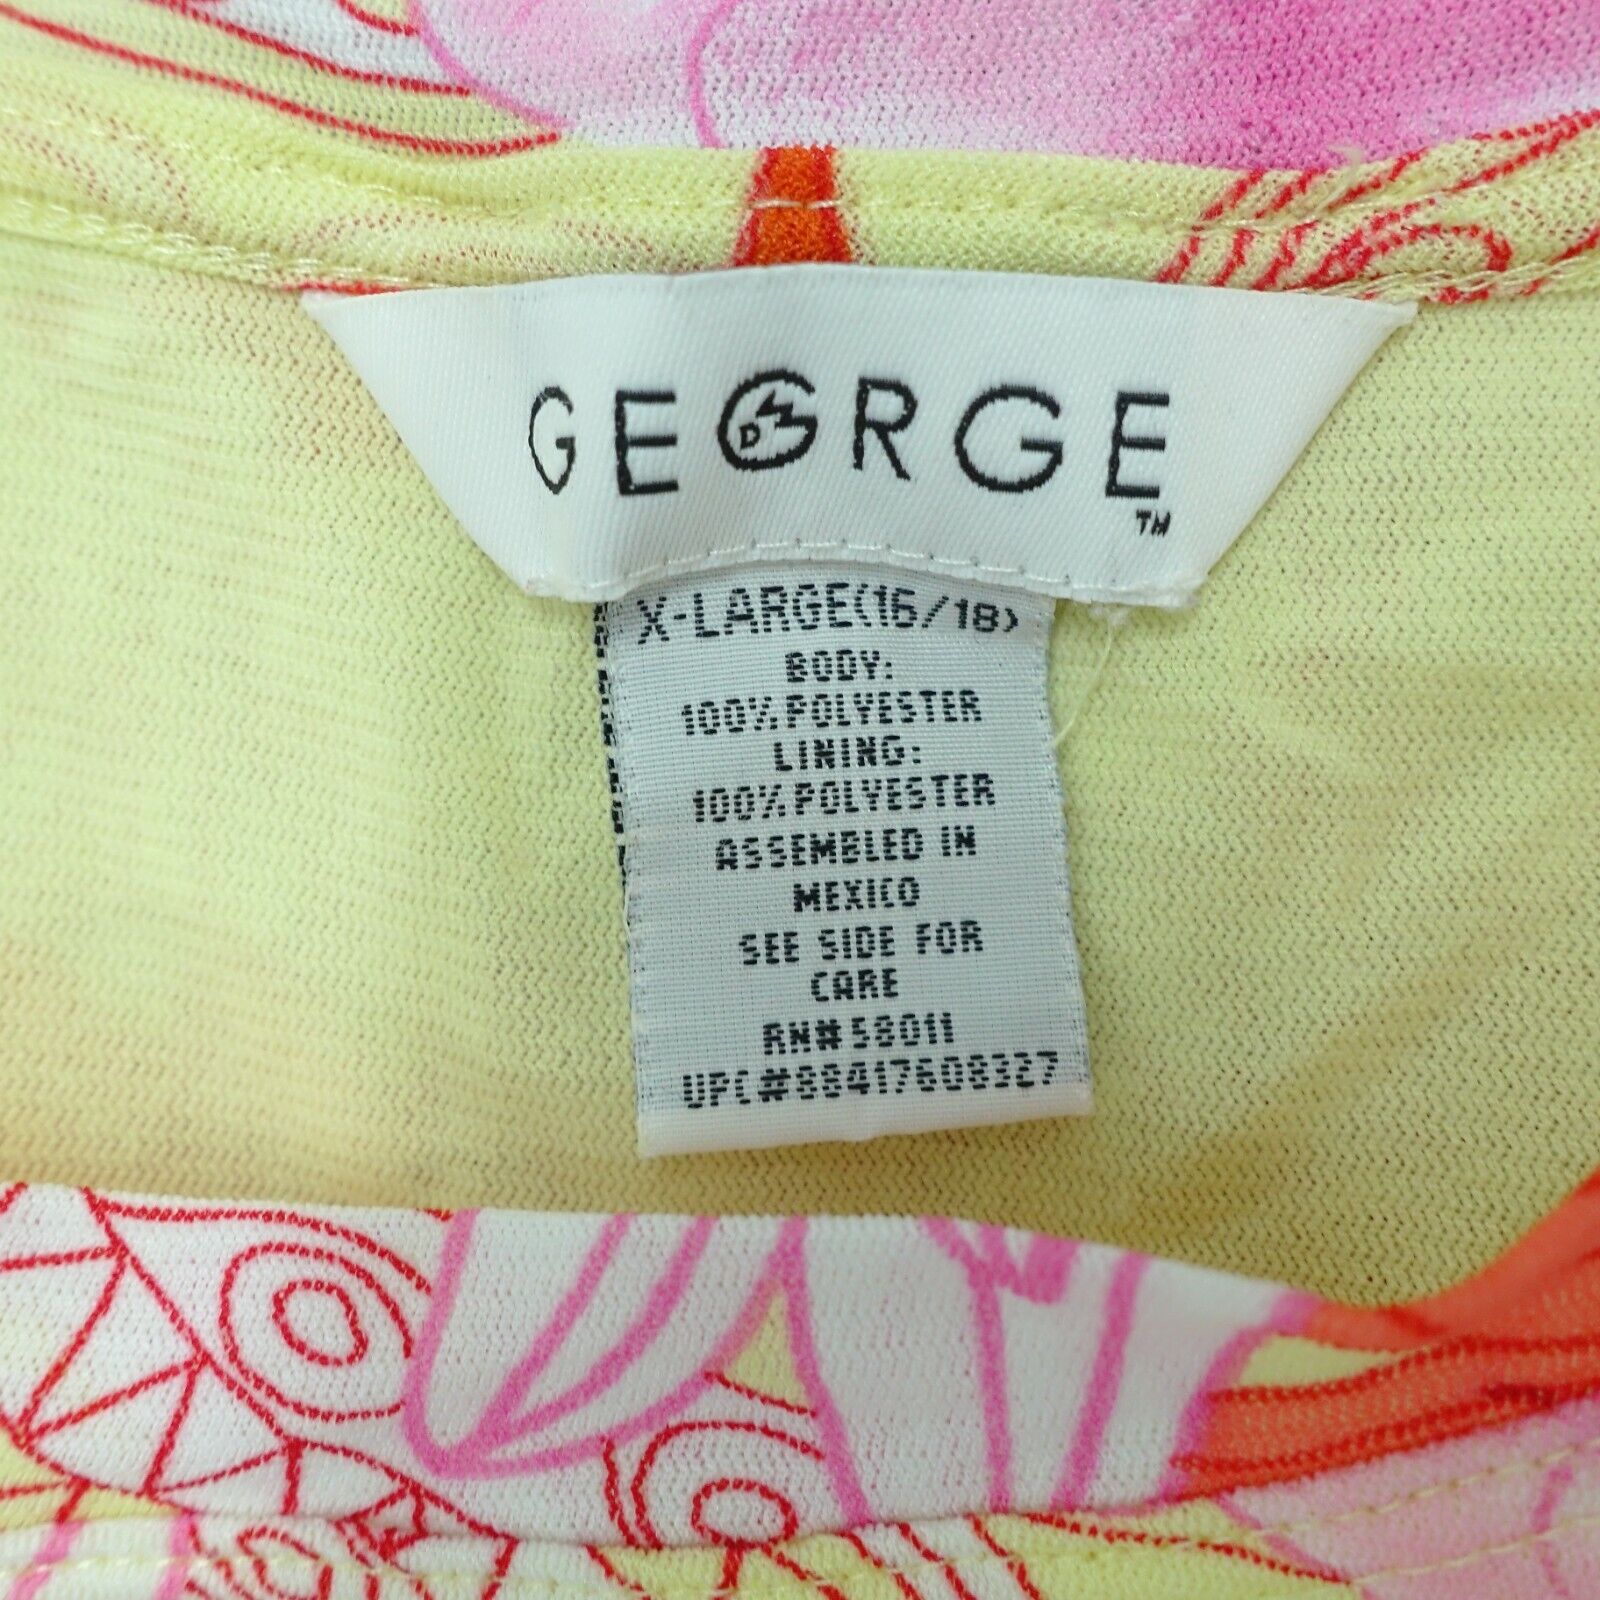 GEORGE
TM
X-LARGE(16/18)
BODY:
100% POLYESTER
LINING:
100% POLYESTER
ASSEMBLED IN
MEXICO
SEE SIDE FOR
CARE
RN# 58011
UPC#88417608327